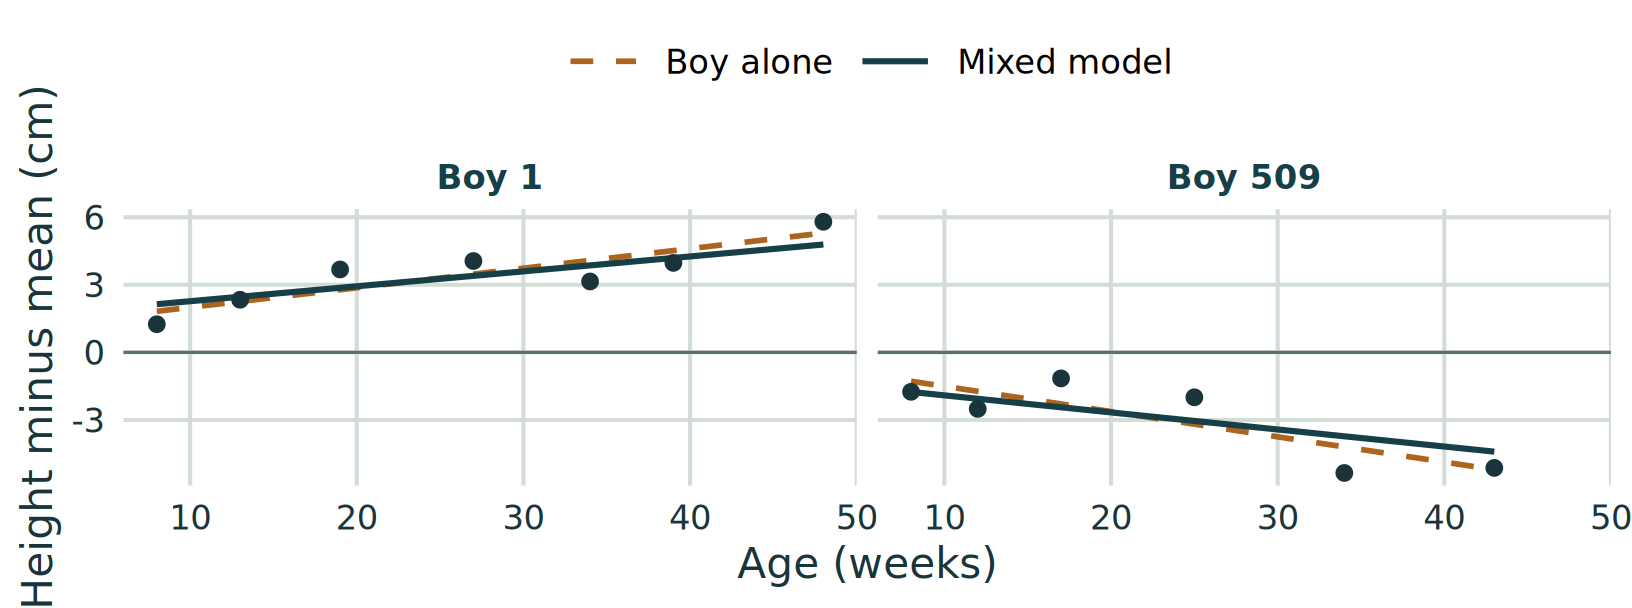 Boy alone Mixed model
Height minus mean (cm)
Boy 1 Boy 509
6
3
0
-3
10 20 30 40 50 10 20 30 40 50
Age (weeks)